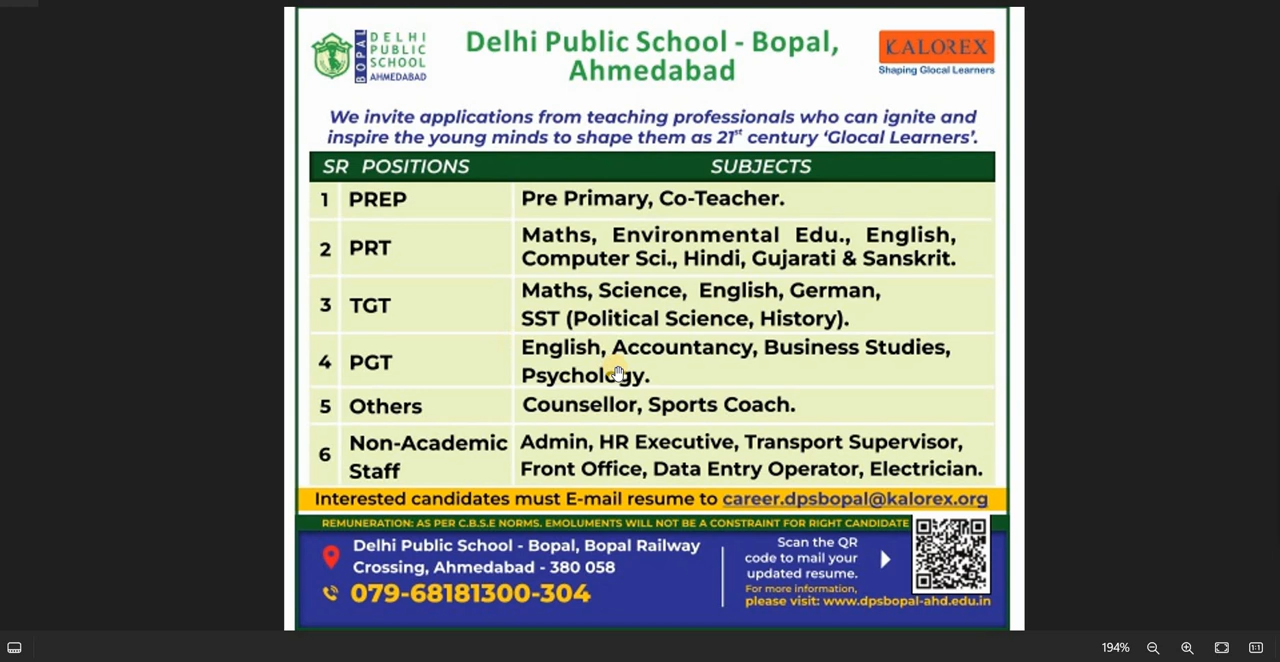 BOPAL
DELHI
PUBLIC
SCHOOL
AHMEDABAD
Delhi Public School - Bopal,
Ahmedabad
KALOREX
Shaping Glocal Learners
We invite applications from teaching professionals who can ignite and
inspire the young minds to shape them as 21st century ‘Glocal Learners’.
SR POSITIONS SUBJECTS
1 PREP Pre Primary, Co-Teacher.
2 PRT Maths, Environmental Edu., English,
Computer Sci., Hindi, Gujarati & Sanskrit.
3 TGT Maths, Science, English, German,
SST (Political Science, History).
4 PGT English, Accountancy, Business Studies,
Psychology.
5 Others Counsellor, Sports Coach.
6 Non-Academic Staff Admin, HR Executive, Transport Supervisor,
Front Office, Data Entry Operator, Electrician.
Interested candidates must E-mail resume to career.dpsbopal@kalorex.org
REMUNERATION: AS PER C.B.S.E NORMS. EMOLUMENTS WILL NOT BE A CONSTRAINT FOR RIGHT CANDIDATE
Delhi Public School - Bopal, Bopal Railway
Crossing, Ahmedabad - 380 058
079-68181300-304
Scan the QR
code to mail your
updated resume.
For more information,
please visit: www.dpsbopal-ahd.edu.in
194%
1:1